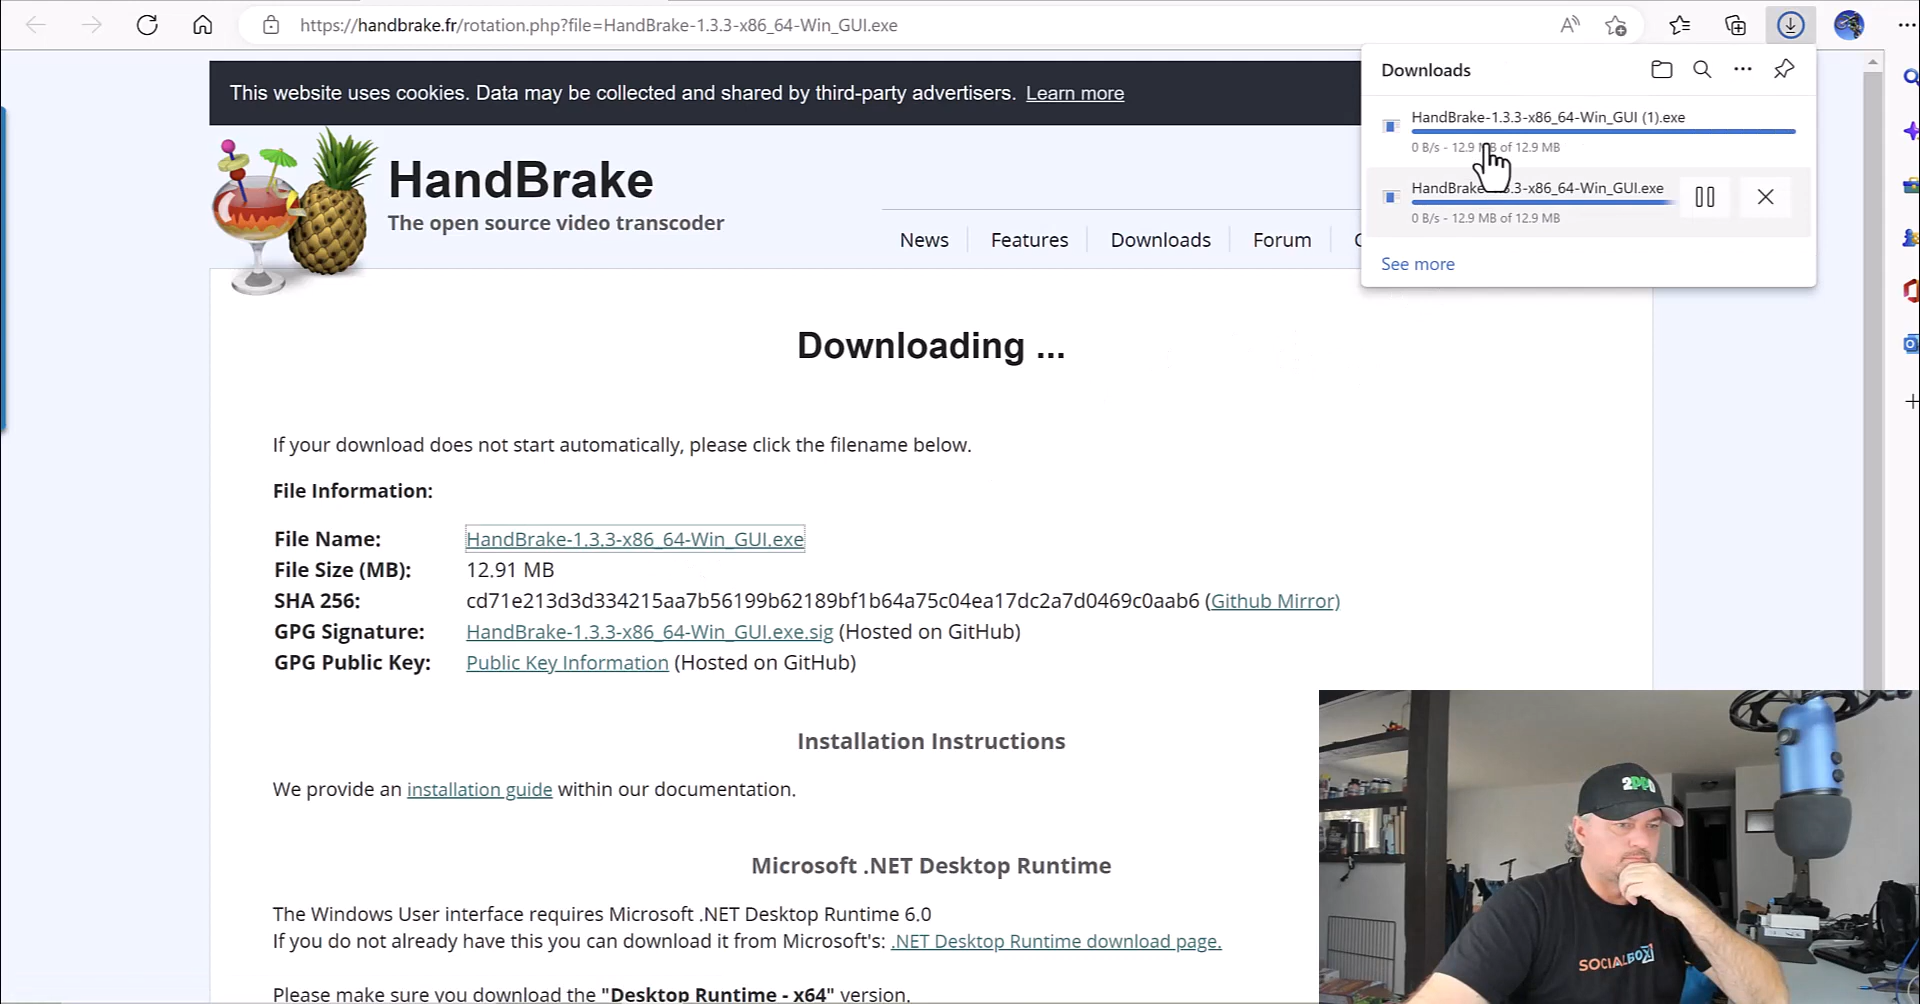 https://handbrake.fr/rotation.php?file=HandBrake-1.3.3-x86_64-Win_GUI.exe
Downloads
This website uses cookies. Data may be collected and shared by third-party advertisers. Learn more
HandBrake-1.3.3-x86_64-Win_GUI (1).exe
0 B/s - 12.9 MB of 12.9 MB
HandBrake
HandBrake-1.3.3-x86_64-Win_GUI.exe
0 B/s - 12.9 MB of 12.9 MB
The open source video transcoder
News
Features
Downloads
Forum
See more
Downloading ...
If your download does not start automatically, please click the filename below.
File Information:
File Name: HandBrake-1.3.3-x86_64-Win_GUI.exe
File Size (MB): 12.91 MB
SHA 256: cd71e213d3d334215aa7b56199b62189bf1b64a75c04ea17dc2a7d0469c0aab6 (Github Mirror)
GPG Signature: HandBrake-1.3.3-x86_64-Win_GUI.exe.sig (Hosted on GitHub)
GPG Public Key: Public Key Information (Hosted on GitHub)
Installation Instructions
We provide an installation guide within our documentation.
Microsoft .NET Desktop Runtime
The Windows User interface requires Microsoft .NET Desktop Runtime 6.0
If you do not already have this you can download it from Microsoft's: .NET Desktop Runtime download page.
Please make sure you download the "Desktop Runtime - x64" version.
2PPO
SOCIALBOX